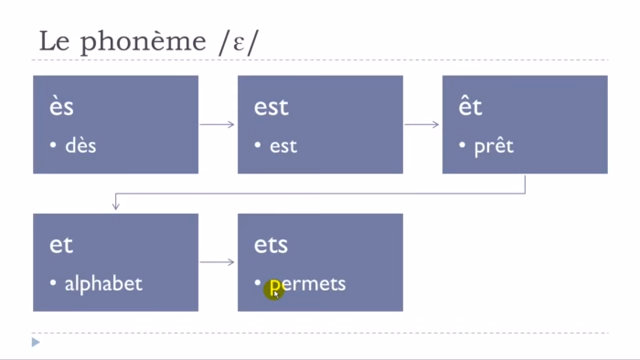 Le phonème /ɛ/
ès
• dès
est
• est
êt
• prêt
et
• alphabet
ets
• permets